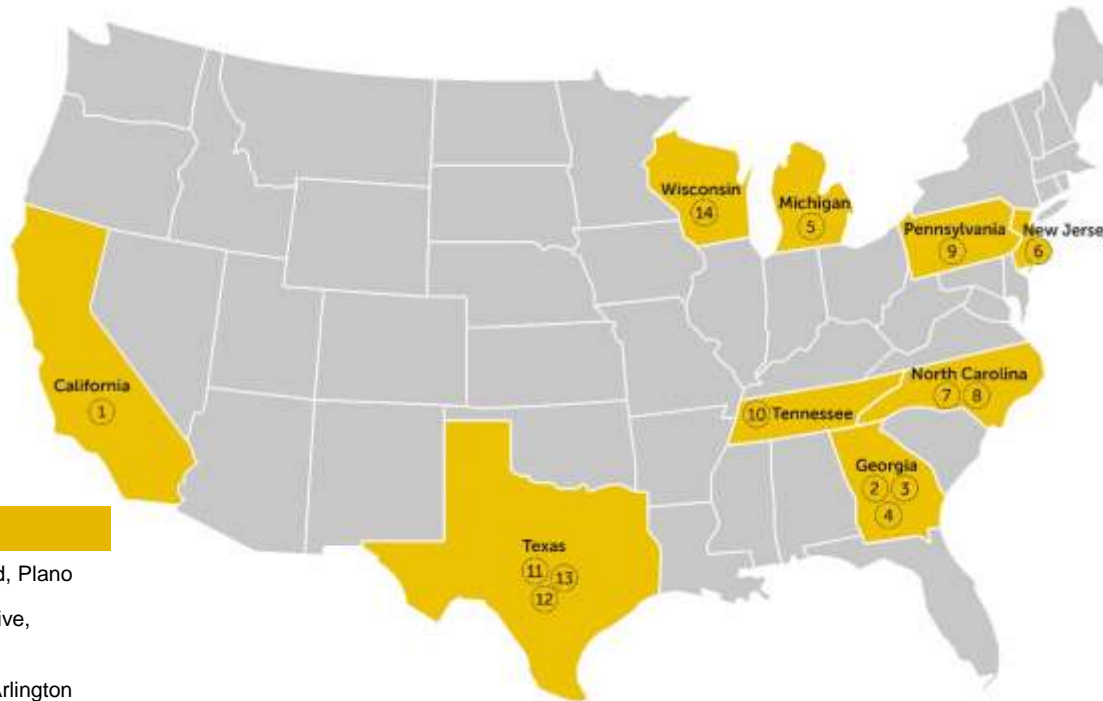 Wisconsin
14
Michigan
5
Pennsylvania
9
New Jerse
6
California
1
North Carolina
7 8
10 Tennessee
Georgia
2 3
4
Texas
11 13
12
d, Plano
ive,
Arlington